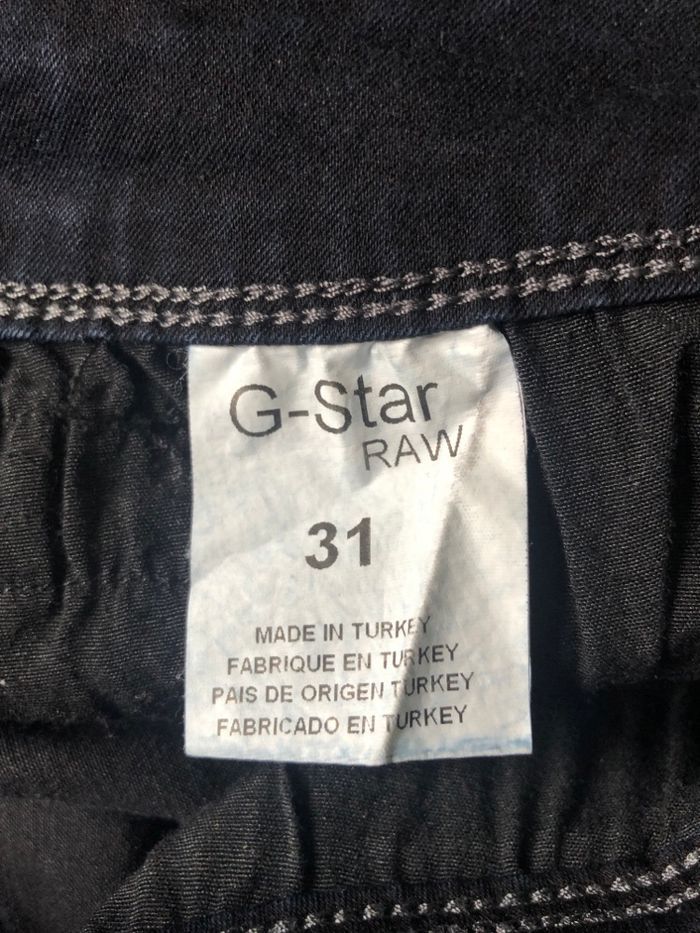 G-Star
RAW
31
MADE IN TURKEY
FABRIQUE EN TURKEY
PAIS DE ORIGEN TURKEY
FABRICADO EN TURKEY